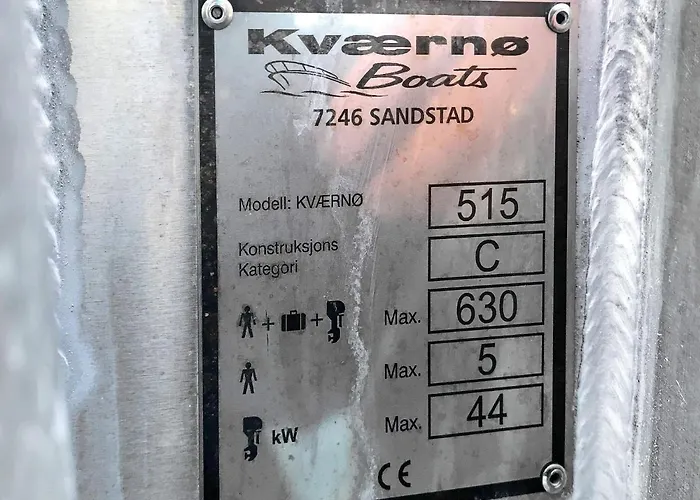 Kværnø
Boats
7246 SANDSTAD
Modell: KVÆRNØ 515
Konstruksjons
Kategori C
+ + Max. 630
Max. 5
kW Max. 44
CE